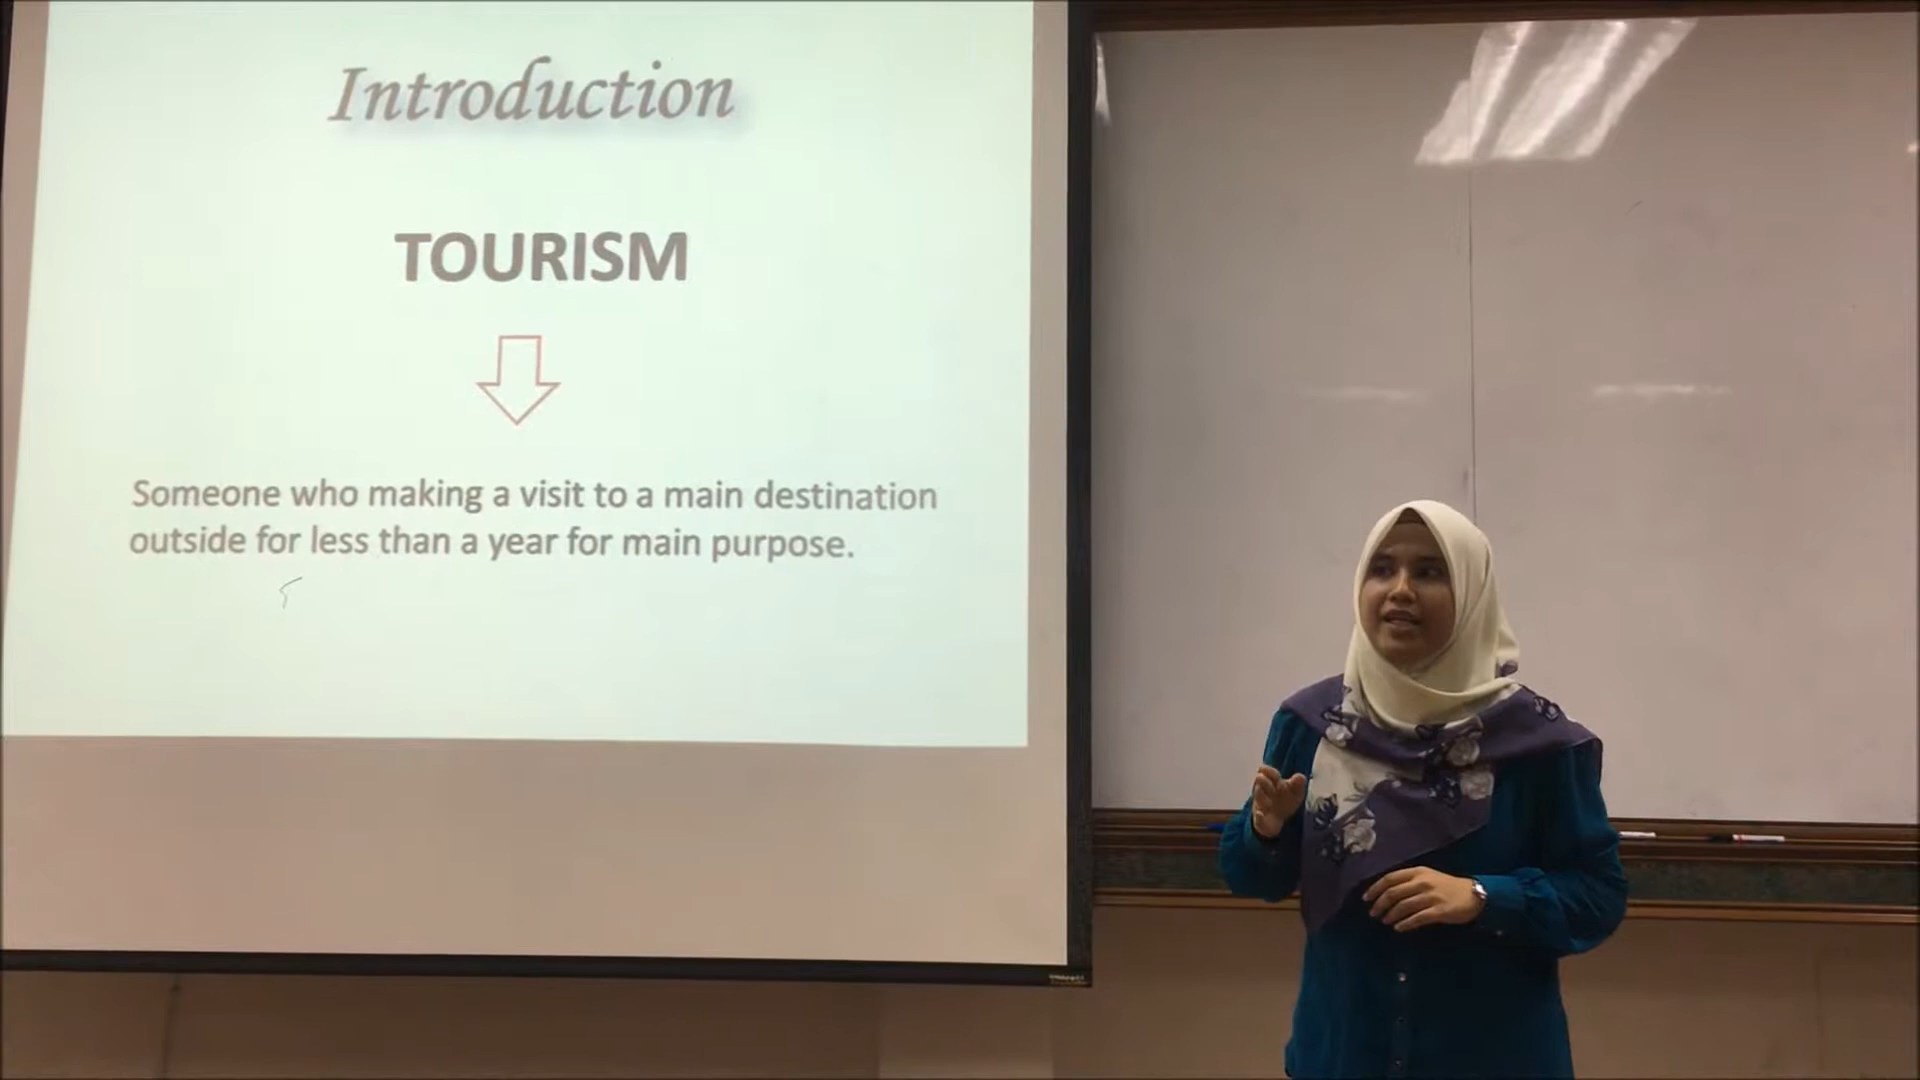 Introduction
TOURISM
Someone who making a visit to a main destination
outside for less than a year for main purpose.